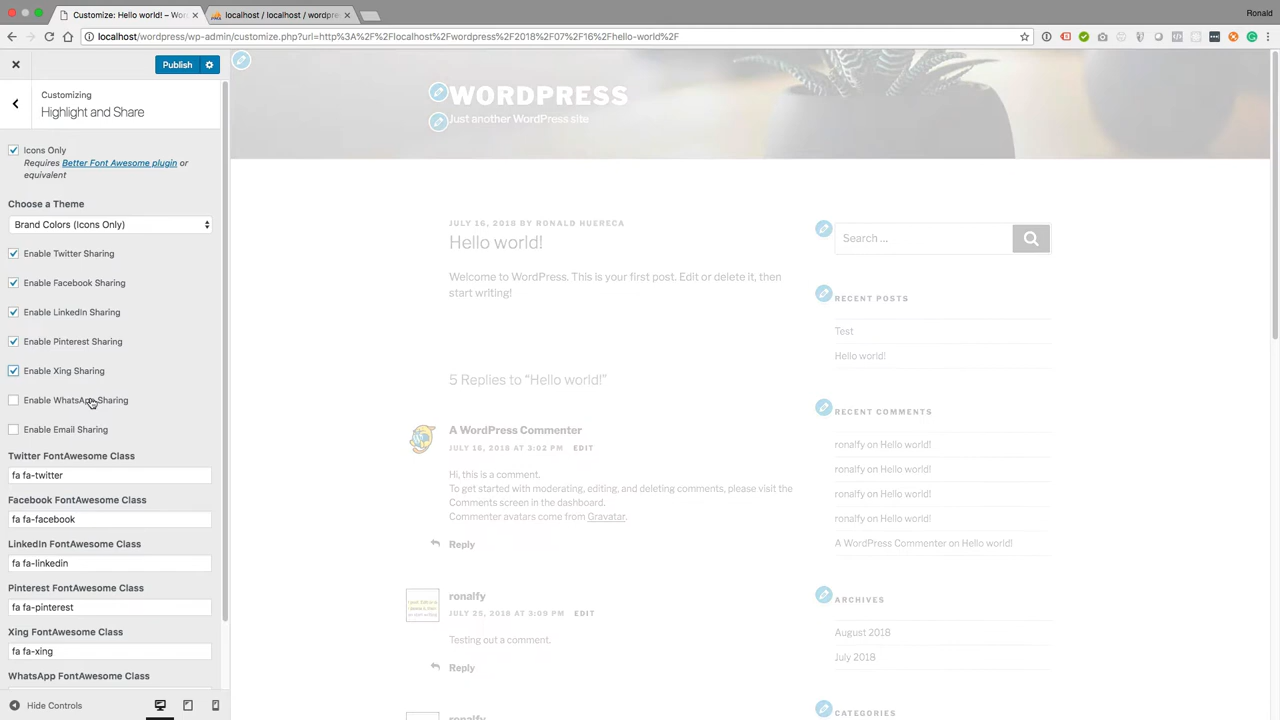 Customize: Hello world! – Wor
localhost / localhost / wordpre
Ronald
localhost/wordpress/wp-admin/customize.php?url=http%3A%2F%2Flocalhost%2Fwordpress%2F2018%2F07%2F16%2Fhello-world%2F
Publish
Customizing
Highlight and Share
Icons Only
Requires Better Font Awesome plugin or
equivalent
Choose a Theme
Brand Colors (Icons Only)
Enable Twitter Sharing
Enable Facebook Sharing
Enable LinkedIn Sharing
Enable Pinterest Sharing
Enable Xing Sharing
Enable WhatsApp Sharing
Enable Email Sharing
Twitter FontAwesome Class
fa fa-twitter
Facebook FontAwesome Class
fa fa-facebook
LinkedIn FontAwesome Class
fa fa-linkedin
Pinterest FontAwesome Class
fa fa-pinterest
Xing FontAwesome Class
fa fa-xing
WhatsApp FontAwesome Class
Hide Controls
WORDPRESS
Just another WordPress site
JULY 16, 2018 BY RONALD HUERECA
Hello world!
Welcome to WordPress. This is your first post. Edit or delete it, then
start writing!
5 Replies to “Hello world!”
A WordPress Commenter
JULY 16, 2018 AT 3:02 PM EDIT
Hi, this is a comment.
To get started with moderating, editing, and deleting comments, please visit the
Comments screen in the dashboard.
Commenter avatars come from Gravatar.
Reply
ronalfy
JULY 25, 2018 AT 3:09 PM EDIT
Testing out a comment.
Reply
ronalfy
Search …
RECENT POSTS
Test
Hello world!
RECENT COMMENTS
ronalfy on Hello world!
ronalfy on Hello world!
ronalfy on Hello world!
ronalfy on Hello world!
A WordPress Commenter on Hello world!
ARCHIVES
August 2018
July 2018
CATEGORIES